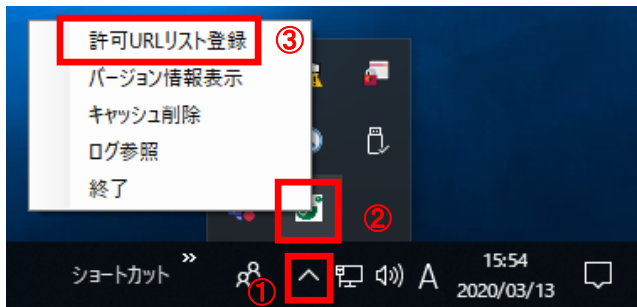 許可URLリスト登録
③
バージョン情報表示
キャッシュ削除
ログ参照
終了
②
ショートカット
»
①
A
15:54
2020/03/13